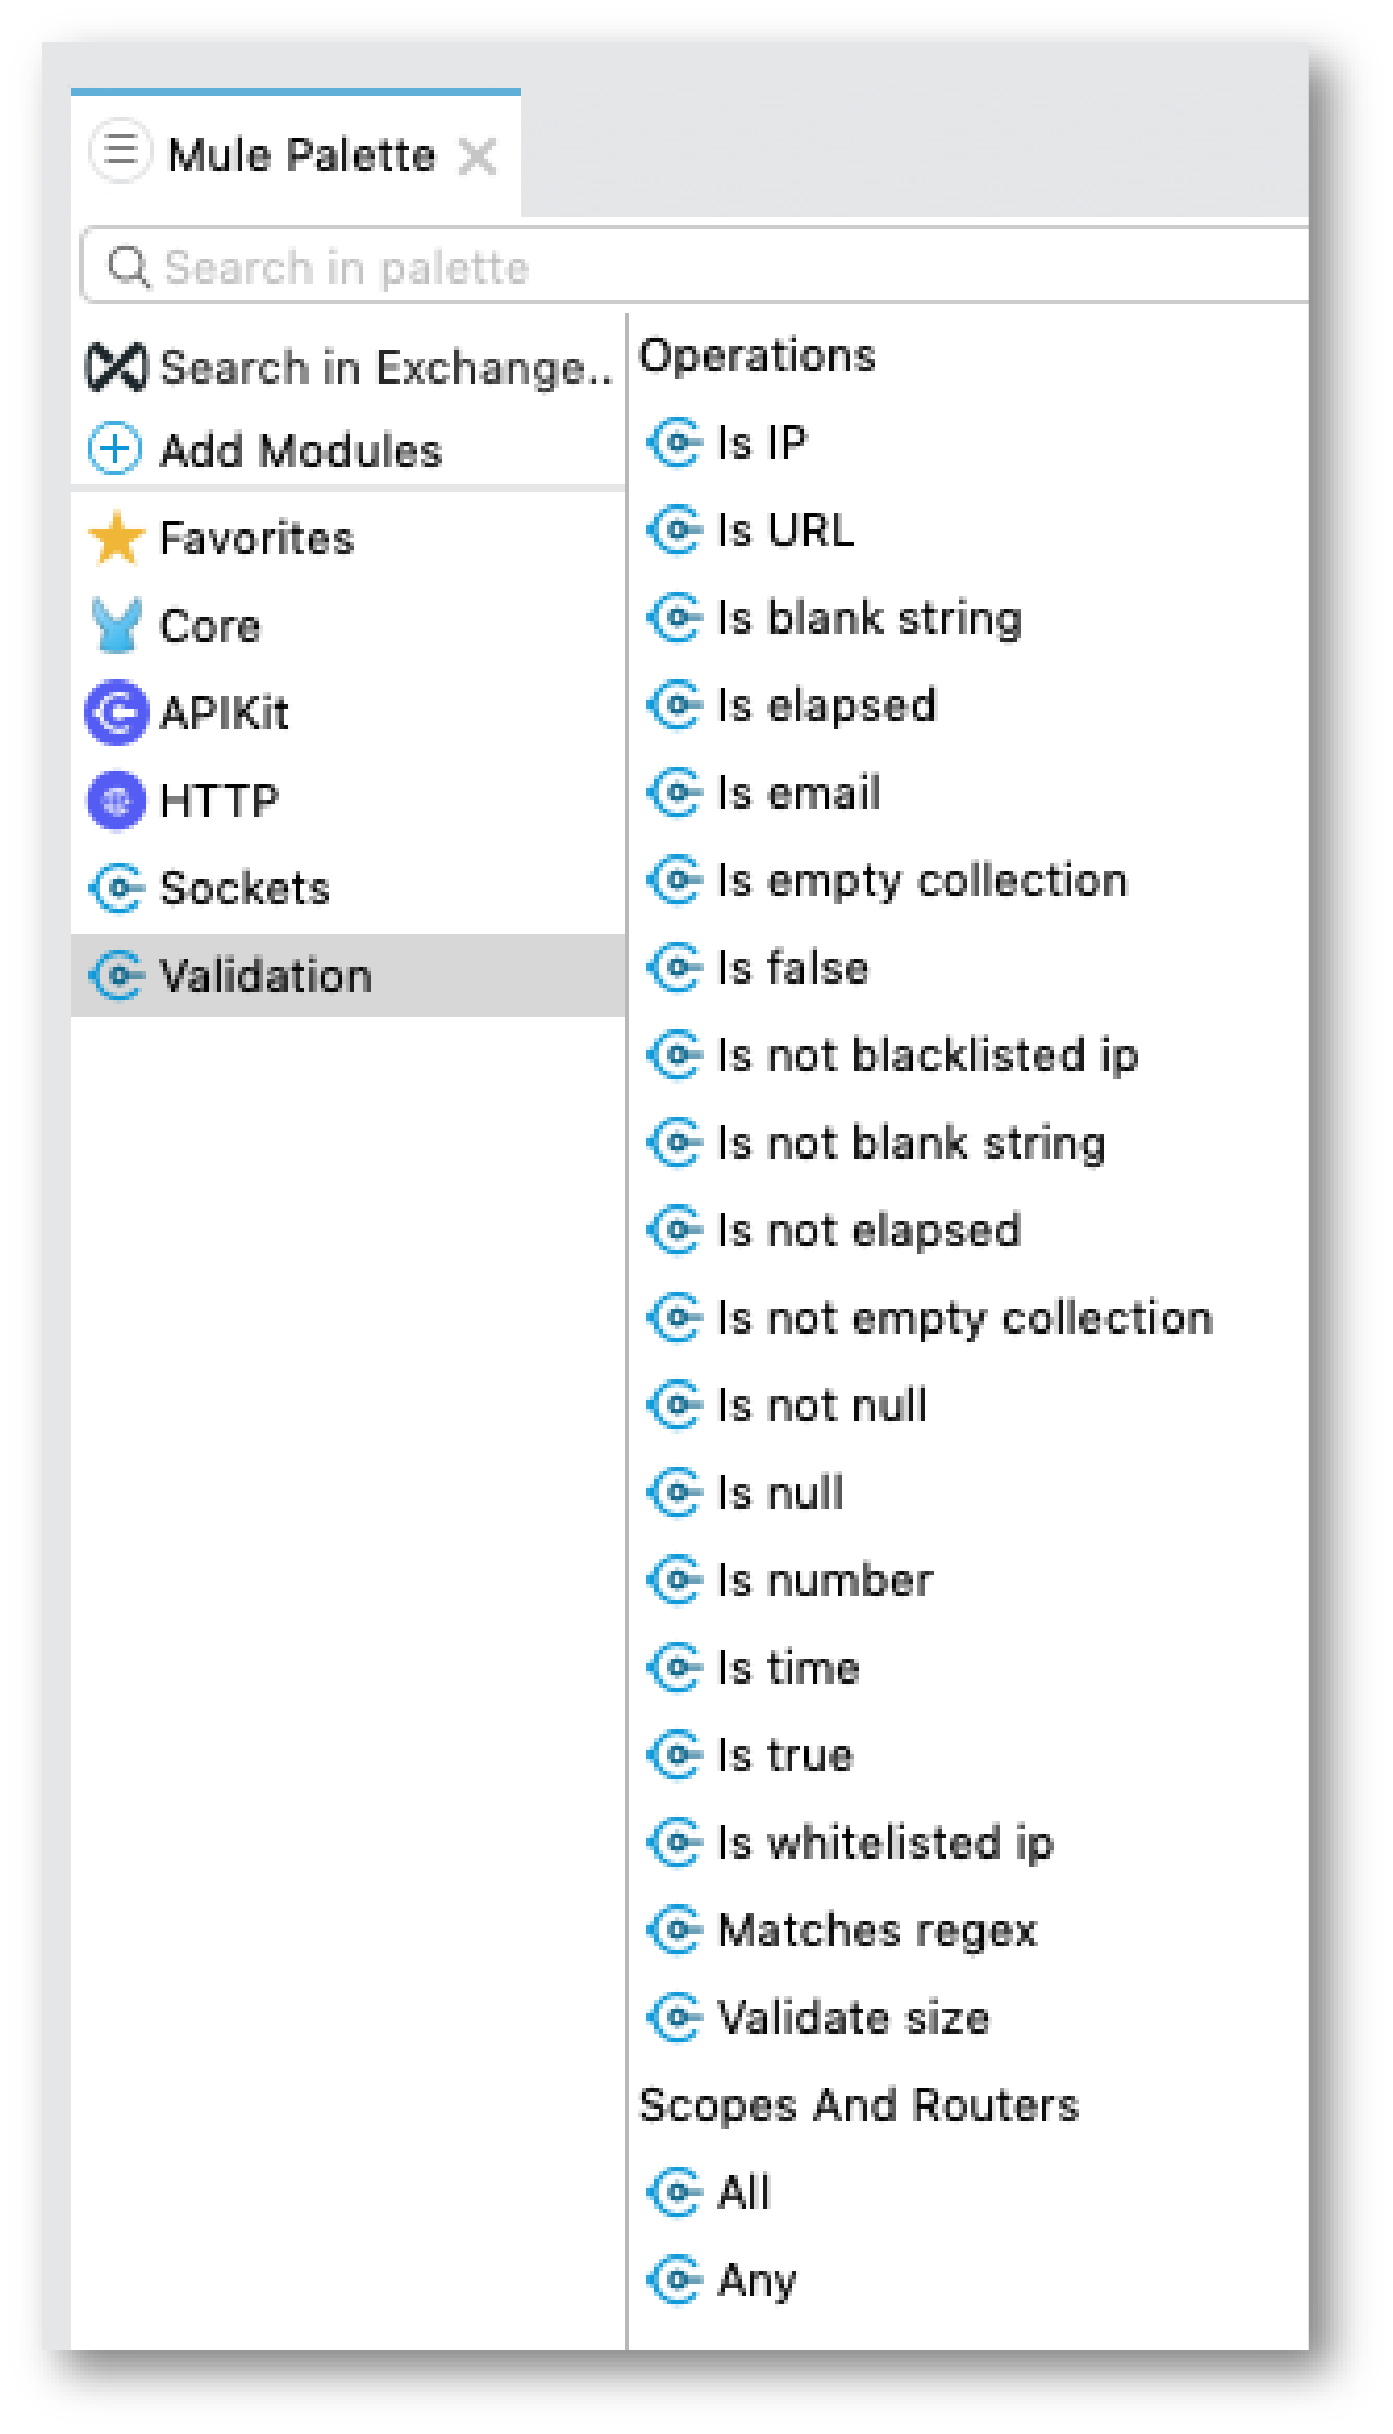 Mule Palette
Search in palette
Search in Exchange..
Add Modules
Favorites
Core
APIKit
HTTP
Sockets
Validation
Operations
Is IP
Is URL
Is blank string
Is elapsed
Is email
Is empty collection
Is false
Is not blacklisted ip
Is not blank string
Is not elapsed
Is not empty collection
Is not null
Is null
Is number
Is time
Is true
Is whitelisted ip
Matches regex
Validate size
Scopes And Routers
All
Any